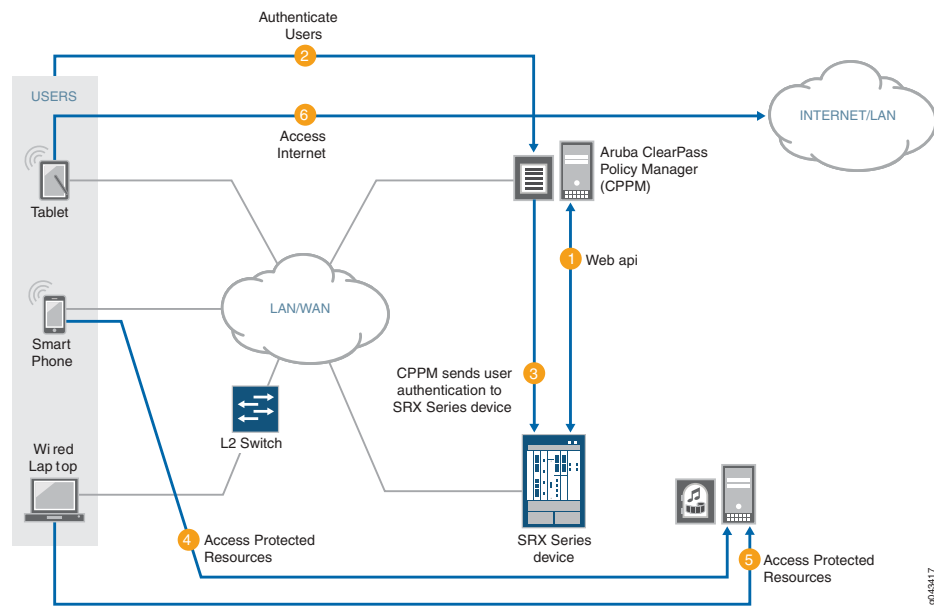 Authenticate
Users
2
USERS
6
INTERNET/LAN
Access
Internet
Aruba ClearPass
Policy Manager
(CPPM)
Tablet
1 Web api
LAN/WAN
Smart
Phone
CPPM sends user
authentication to
SRX Series device
3
L2 Switch
Wi red
Lap top
4 Access Protected
Resources
SRX Series
device
5 Access Protected
Resources
g043417